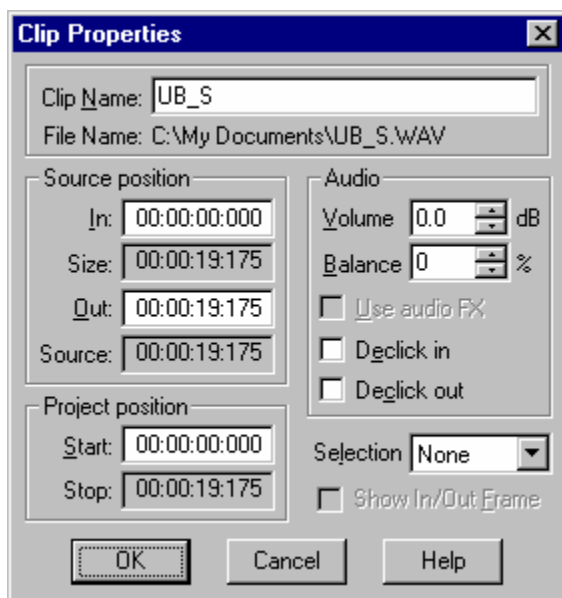 Clip Properties
Clip Name: UB_S
File Name: C:\My Documents\UB_S.WAV
Source position
In: 00:00:00:000
Size: 00:00:19:175
Out: 00:00:19:175
Source: 00:00:19:175
Project position
Start: 00:00:00:000
Stop: 00:00:19:175
Audio
Volume 0.0 dB
Balance 0 %
Use audio FX
Declick in
Declick out
Selection None
Show In/Out Frame
OK Cancel Help